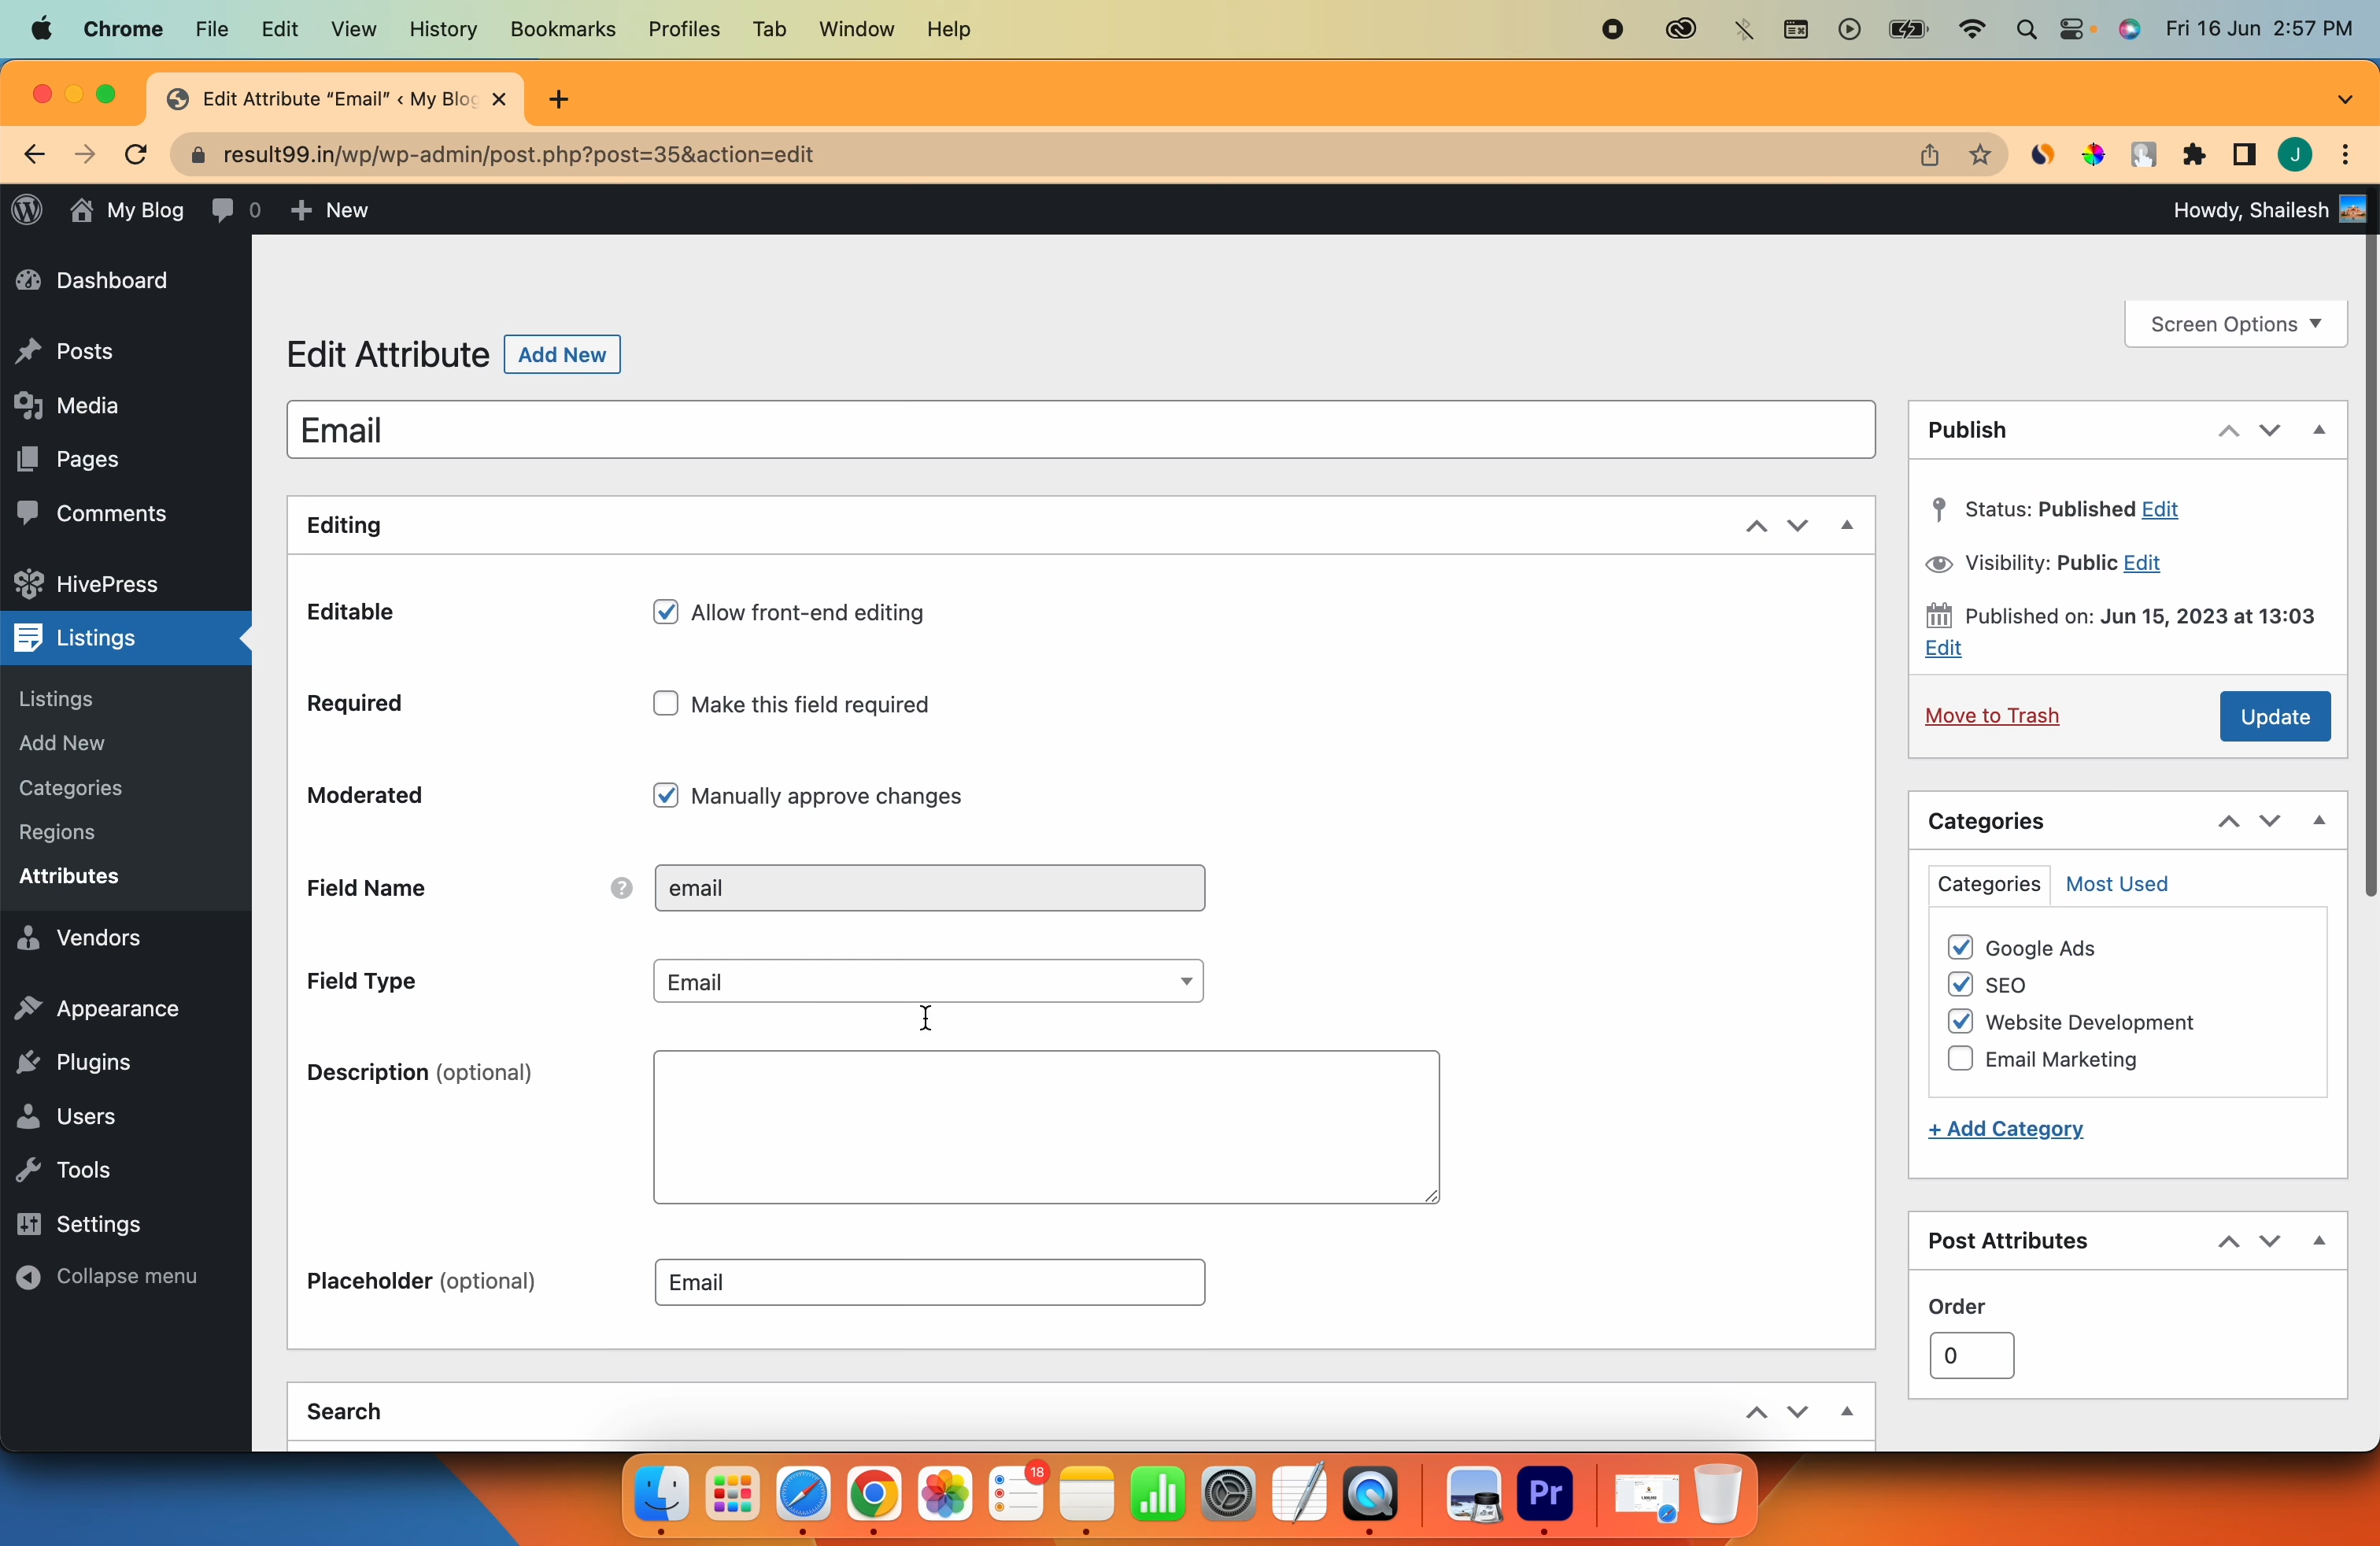 Chrome File Edit View History Bookmarks Profiles Tab Window Help Fri 16 Jun 2:57 PM
Edit Attribute “Email” ‹ My Blog
result99.in/wp/wp-admin/post.php?post=35&action=edit J
My Blog 0 New Howdy, Shailesh
Dashboard
Posts
Media
Pages
Comments
HivePress
Listings
Listings
Add New
Categories
Regions
Attributes
Vendors
Appearance
Plugins
Users
Tools
Settings
Collapse menu
Screen Options
Edit Attribute Add New
Email
Editing
Editable Allow front-end editing
Required Make this field required
Moderated Manually approve changes
Field Name ? email
Field Type Email
Description (optional)
Placeholder (optional) Email
Search
Publish
Status: Published Edit
Visibility: Public Edit
Published on: Jun 15, 2023 at 13:03
Edit
Move to Trash Update
Categories
Categories Most Used
Google Ads
SEO
Website Development
Email Marketing
+ Add Category
Post Attributes
Order
0
18
Pr